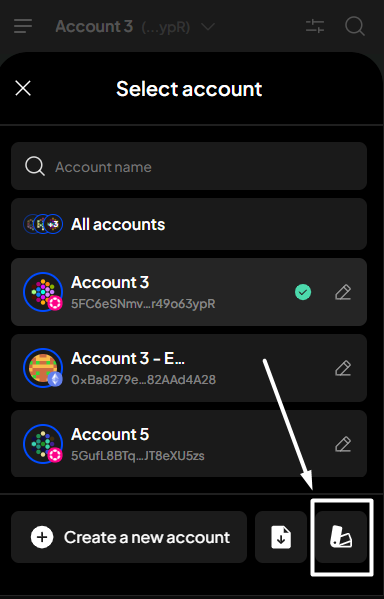 Account 3 (...ypR)
Select account
Account name
+3 All accounts
Account 3
5FC6eSNmv...r49o63ypR
Account 3 - E...
0xBa8279e...82AAd4A28
Account 5
5GufL8BTq...JT8eXU5zs
Create a new account